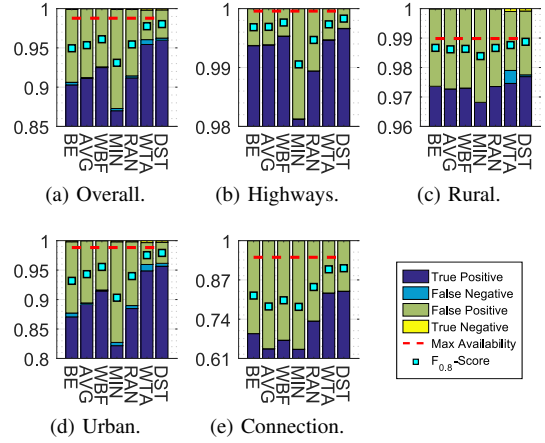 1
0.95
0.9
0.85
BE
AVG
WBF
MIN
RAN
WTA
DST
(a) Overall.
0.99
0.98
BE
AVG
WBF
MIN
RAN
WTA
DST
(b) Highways.
1
0.99
0.98
0.97
0.96
BE
AVG
WBF
MIN
RAN
WTA
DST
(c) Rural.
1
0.95
0.9
0.85
0.8
BE
AVG
WBF
MIN
RAN
WTA
DST
(d) Urban.
1
0.87
0.74
0.61
BE
AVG
WBF
MIN
RAN
WTA
DST
(e) Connection.
True Positive
False Negative
False Positive
True Negative
Max Availability
F0.8-Score